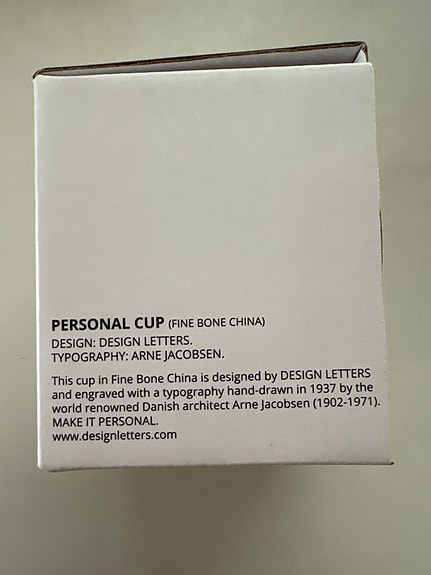 PERSONAL CUP (FINE BONE CHINA)
DESIGN: DESIGN LETTERS.
TYPOGRAPHY: ARNE JACOBSEN.
This cup in Fine Bone China is designed by DESIGN LETTERS
and engraved with a typography hand-drawn in 1937 by the
world renowned Danish architect Arne Jacobsen (1902-1971).
MAKE IT PERSONAL.
www.designletters.com